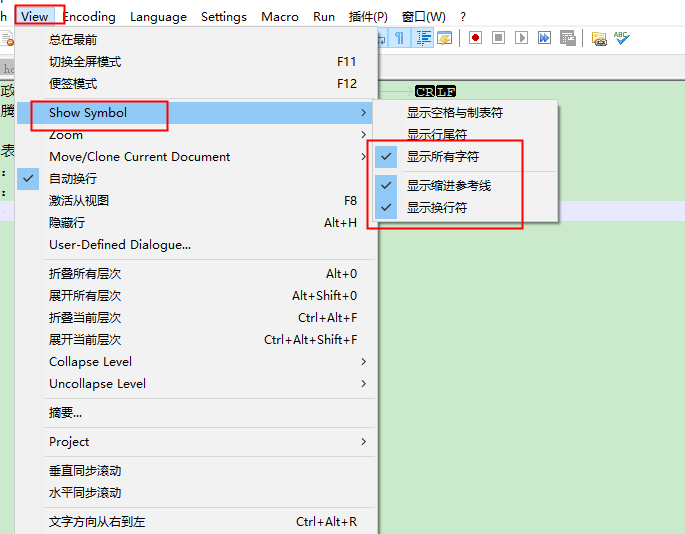 h View Encoding Language Settings Macro Run 插件(P) 窗口(W) ?
总在最前
切换全屏模式 F11
便签模式 F12
Show Symbol
Zoom
Move/Clone Current Document
自动换行
激活从视图 F8
隐藏行 Alt+H
User-Defined Dialogue...
折叠所有层次 Alt+0
展开所有层次 Alt+Shift+0
折叠当前层次 Ctrl+Alt+F
展开当前层次 Ctrl+Alt+Shift+F
Collapse Level
Uncollapse Level
摘要...
Project
垂直同步滚动
水平同步滚动
文字方向从右到左 Ctrl+Alt+R
显示空格与制表符
显示行尾符
显示所有字符
显示缩进参考线
显示换行符
ABC
ho
政
CR LF
腾
表
:
: